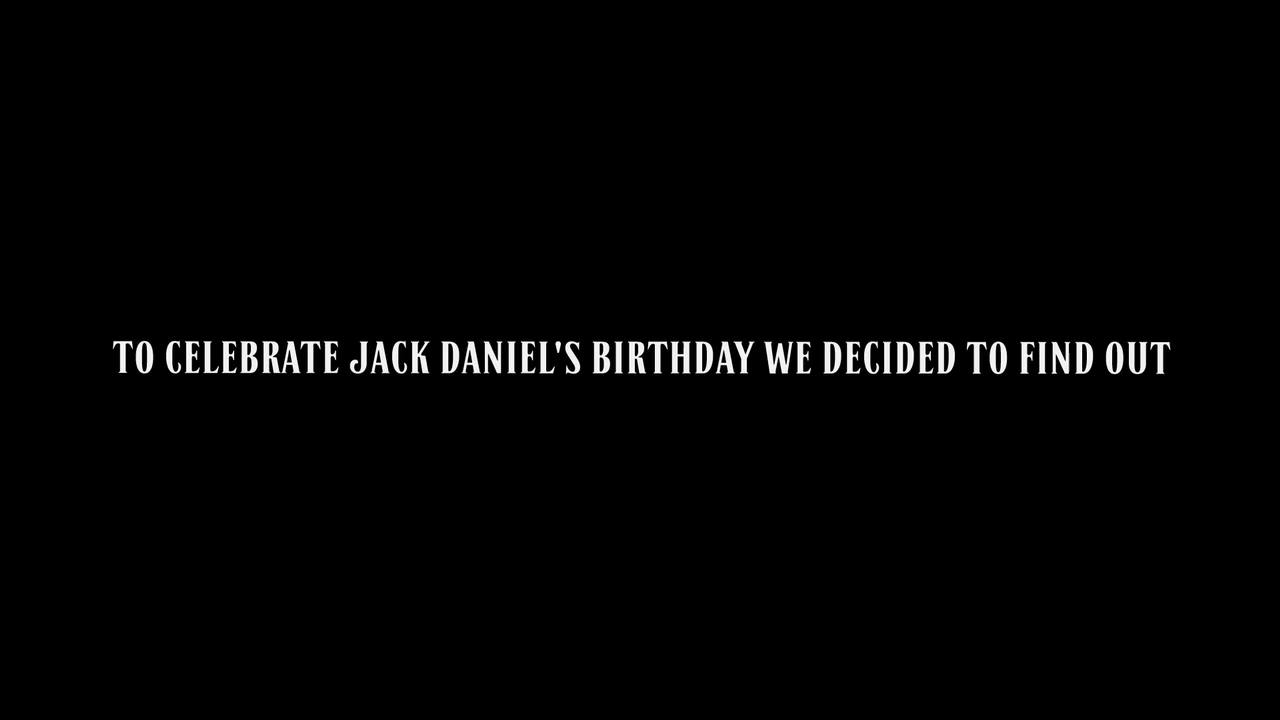 TO CELEBRATE JACK DANIEL'S BIRTHDAY WE DECIDED TO FIND OUT